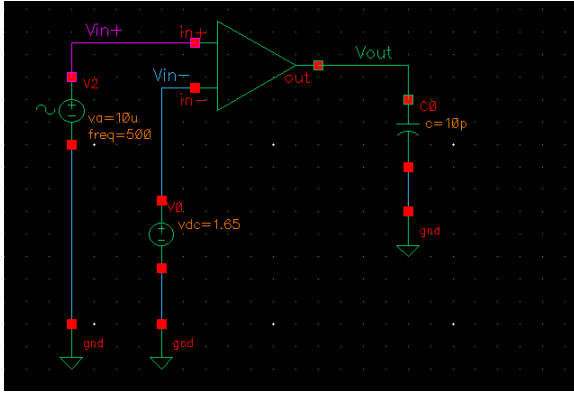 Vin+
in+
Vout
V2
Vin-
in-
out
va=10u
freq=500
C0
c=10p
V0
vdc=1.65
gnd
gnd
gnd